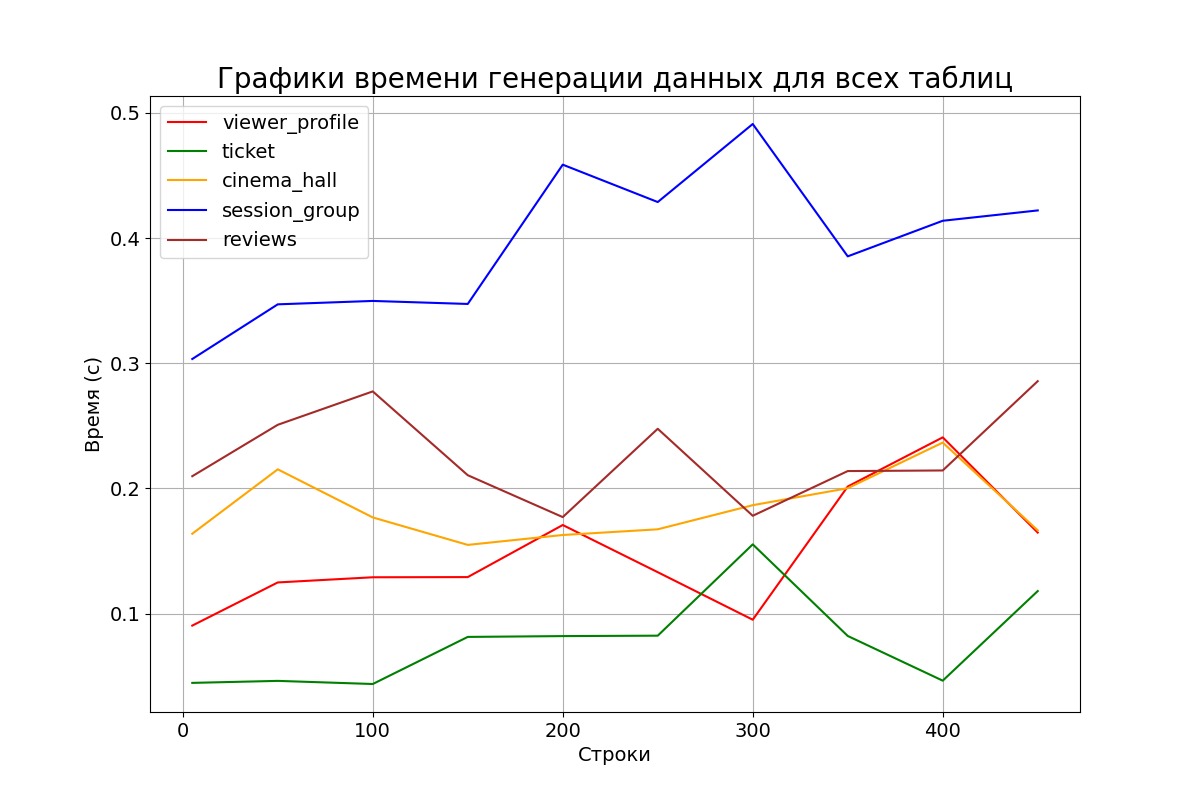 Графики времени генерации данных для всех таблиц
viewer_profile
ticket
cinema_hall
session_group
reviews
0.5
0.4
0.3
0.2
0.1
Время (с)
0 100 200 300 400
Строки